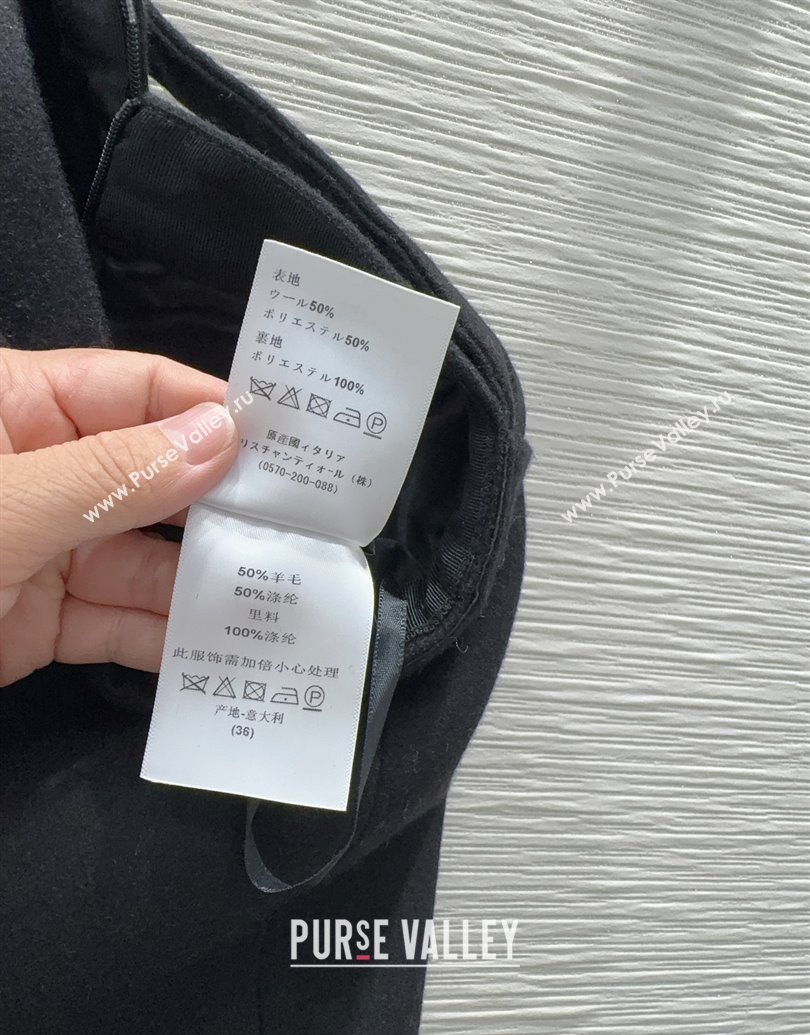 表地
ウール50%
ポリエステル50%
裏地
ポリエステル100%
P
原産國イタリア
リスチャンディオール (株)
(0570-200-088)
50%羊毛
50%涤纶
里料
100%涤纶
此服饰需加倍小心处理
P
产地-意大利
(36)
www.PurseValley.ru
www.PurseValley.ru
PURSE VALLEY